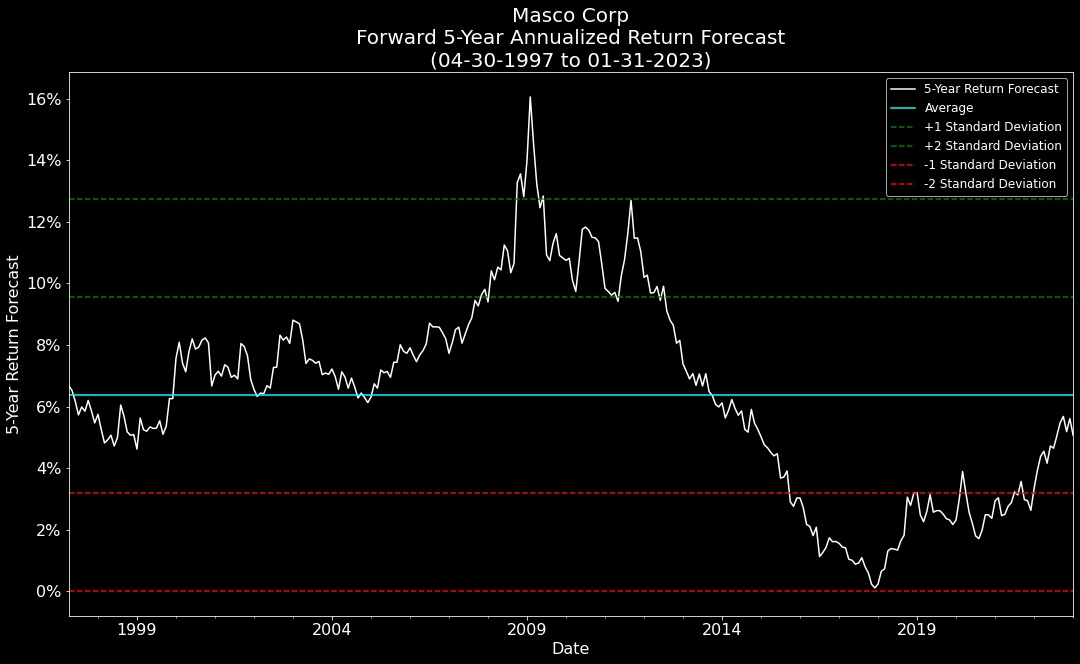 Masco Corp
Forward 5-Year Annualized Return Forecast
(04-30-1997 to 01-31-2023)
5-Year Return Forecast
Average
+1 Standard Deviation
+2 Standard Deviation
-1 Standard Deviation
-2 Standard Deviation
5-Year Return Forecast
16%
14%
12%
10%
8%
6%
4%
2%
0%
1999
2004
2009
2014
2019
Date